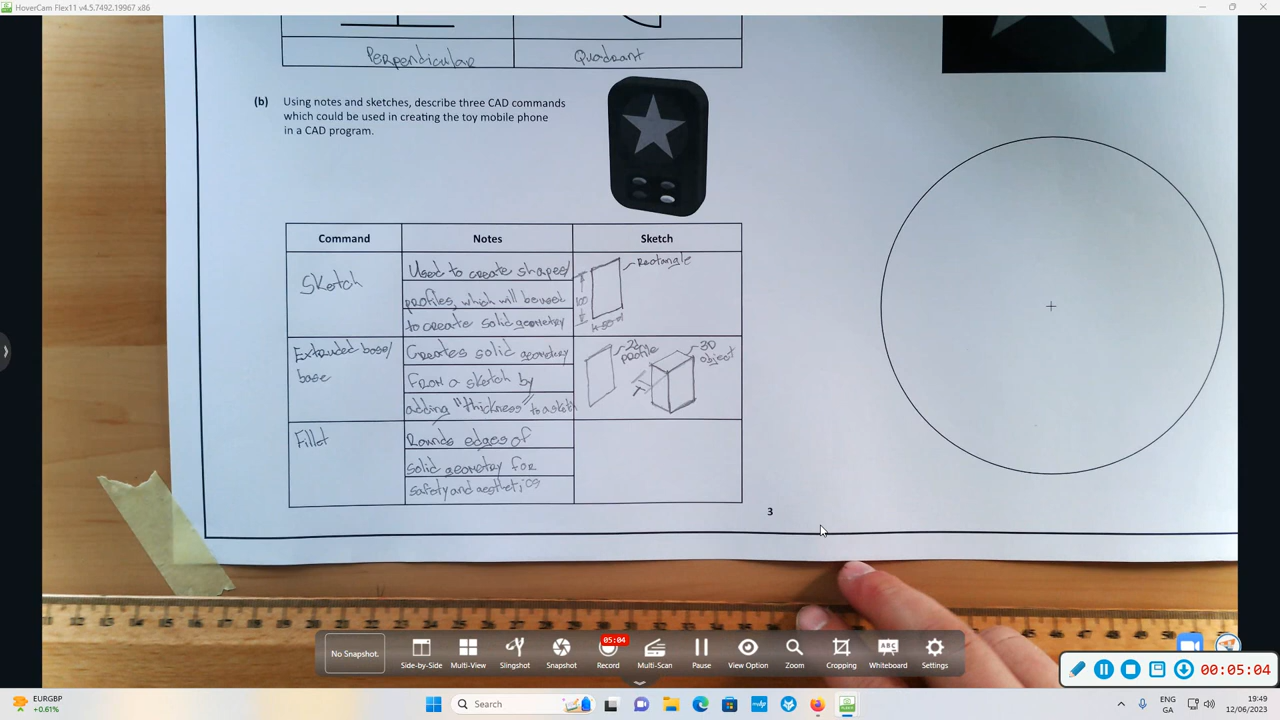 HoverCam Flex11 v4.5.7492.19967 x86
Perpendicular
Quadrant
(b) Using notes and sketches, describe three CAD commands
which could be used in creating the toy mobile phone
in a CAD program.
Command Notes Sketch
Sketch
Used to create shapes/
profiles, which will be used
to create solid geometry
Rectangle
100
Extruded base/
base
Creates solid geometry
From a sketch by
adding "thickness" to a sketch
2D
profile
3D
object
Fillet
Rounds edges of
solid geometry for
safety and aesthetics
3
No Snapshot.
Side-by-Side
Multi-View
Slingshot
Snapshot
05:04
Record
Multi-Scan
Pause
View Option
Zoom
Cropping
ABC
Whiteboard
Settings
00:05:04
EURGBP
+0.61%
Search
ENG
GA
19:49
12/06/2023